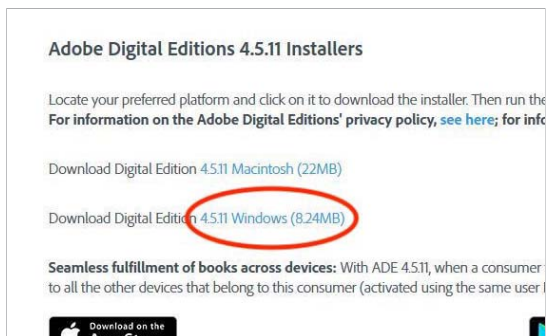 Adobe Digital Editions 4.5.11 Installers
Locate your preferred platform and click on it to download the installer. Then run the
For information on the Adobe Digital Editions' privacy policy, see here; for info
Download Digital Edition 4.5.11 Macintosh (22MB)
Download Digital Edition 4.5.11 Windows (8.24MB)
Seamless fulfillment of books across devices: With ADE 4.5.11, when a consumer
to all the other devices that belong to this consumer (activated using the same user
Download on the